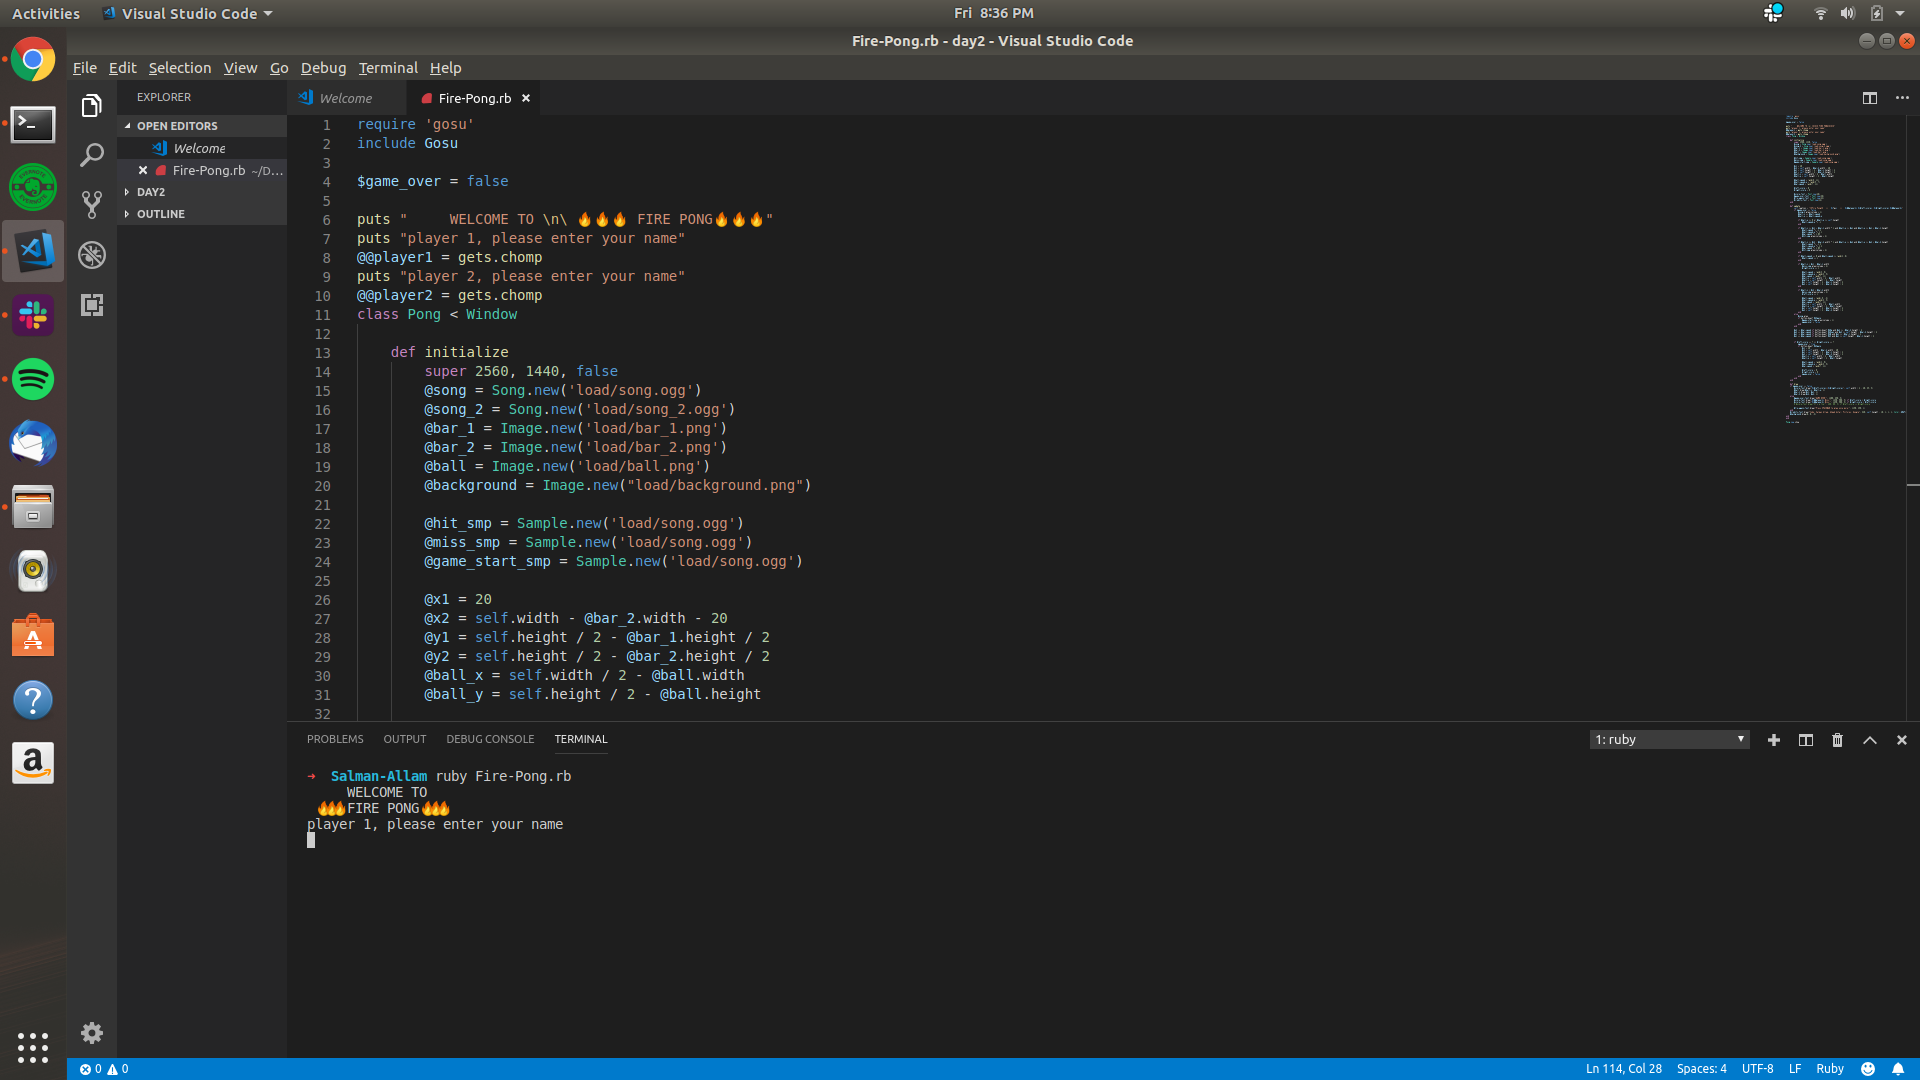 Activities Visual Studio Code Fri 8:36 PM
Fire-Pong.rb - day2 - Visual Studio Code
File Edit Selection View Go Debug Terminal Help
EXPLORER
OPEN EDITORS
Welcome
Fire-Pong.rb ~/D...
DAY2
OUTLINE
Welcome Fire-Pong.rb
1 require 'gosu'
2 include Gosu
3
4 $game_over = false
5
6 puts "     WELCOME TO \n\ 🔥🔥🔥 FIRE PONG🔥🔥🔥"
7 puts "player 1, please enter your name"
8 @@player1 = gets.chomp
9 puts "player 2, please enter your name"
10 @@player2 = gets.chomp
11 class Pong < Window
12
13     def initialize
14         super 2560, 1440, false
15         @song = Song.new('load/song.ogg')
16         @song_2 = Song.new('load/song_2.ogg')
17         @bar_1 = Image.new('load/bar_1.png')
18         @bar_2 = Image.new('load/bar_2.png')
19         @ball = Image.new('load/ball.png')
20         @background = Image.new("load/background.png")
21
22         @hit_smp = Sample.new('load/song.ogg')
23         @miss_smp = Sample.new('load/song.ogg')
24         @game_start_smp = Sample.new('load/song.ogg')
25
26         @x1 = 20
27         @x2 = self.width - @bar_2.width - 20
28         @y1 = self.height / 2 - @bar_1.height / 2
29         @y2 = self.height / 2 - @bar_2.height / 2
30         @ball_x = self.width / 2 - @ball.width
31         @ball_y = self.height / 2 - @ball.height
32
PROBLEMS OUTPUT DEBUG CONSOLE TERMINAL 1: ruby
➜ Salman-Allam ruby Fire-Pong.rb
WELCOME TO
🔥🔥🔥FIRE PONG🔥🔥🔥
player 1, please enter your name
0 0 Ln 114, Col 28 Spaces: 4 UTF-8 LF Ruby